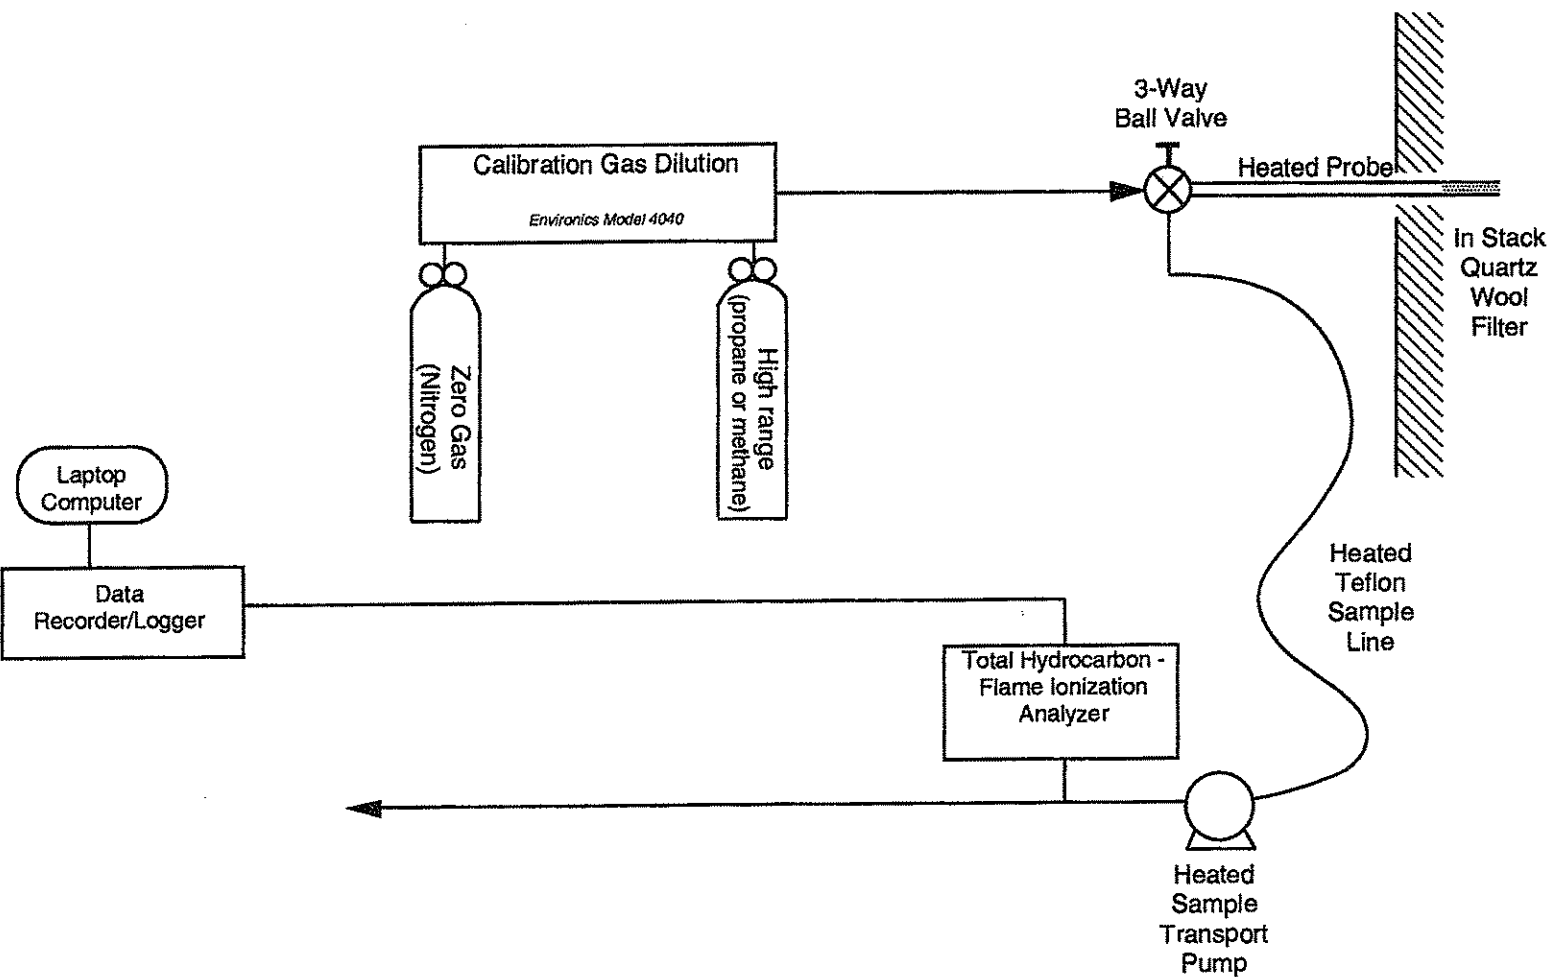 3-Way
Ball Valve
Calibration Gas Dilution
Environics Model 4040
Heated Probe
In Stack
Quartz
Wool
Filter
Zero Gas
(Nitrogen)
High range
(propane or methane)
Laptop
Computer
Data
Recorder/Logger
Heated
Teflon
Sample
Line
Total Hydrocarbon -
Flame Ionization
Analyzer
Heated
Sample
Transport
Pump